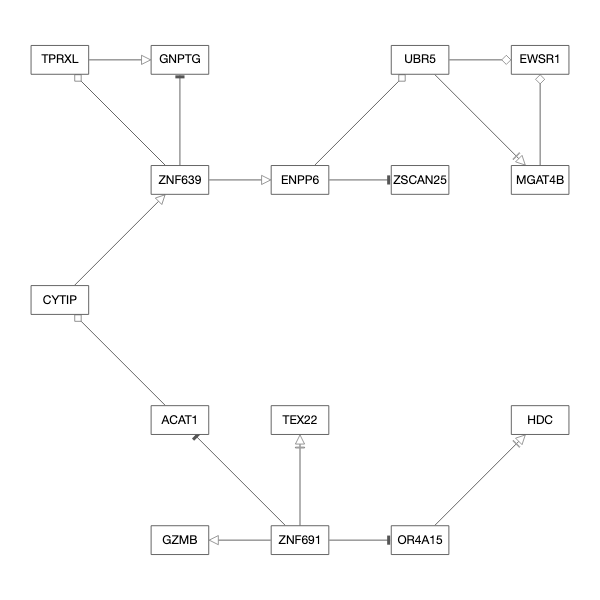 TPRXL
GNPTG
UBR5
EWSR1
ZNF639
ENPP6
ZSCAN25
MGAT4B
CYTIP
ACAT1
TEX22
HDC
GZMB
ZNF691
OR4A15